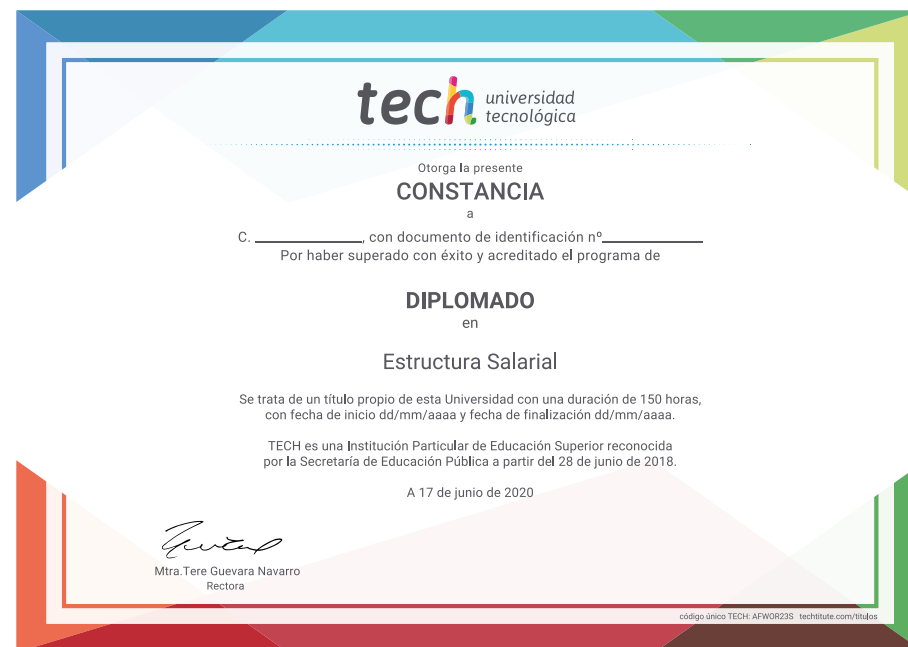 tech universidad
tecnológica
Otorga la presente
CONSTANCIA
a
C. ______________, con documento de identificación nº_____________
Por haber superado con éxito y acreditado el programa de
DIPLOMADO
en
Estructura Salarial
Se trata de un título propio de esta Universidad con una duración de 150 horas,
con fecha de inicio dd/mm/aaaa y fecha de finalización dd/mm/aaaa.
TECH es una Institución Particular de Educación Superior reconocida
por la Secretaría de Educación Pública a partir del 28 de junio de 2018.
A 17 de junio de 2020
Mtra.Tere Guevara Navarro
Rectora
código único TECH: AFWOR23S techtitute.com/titulos